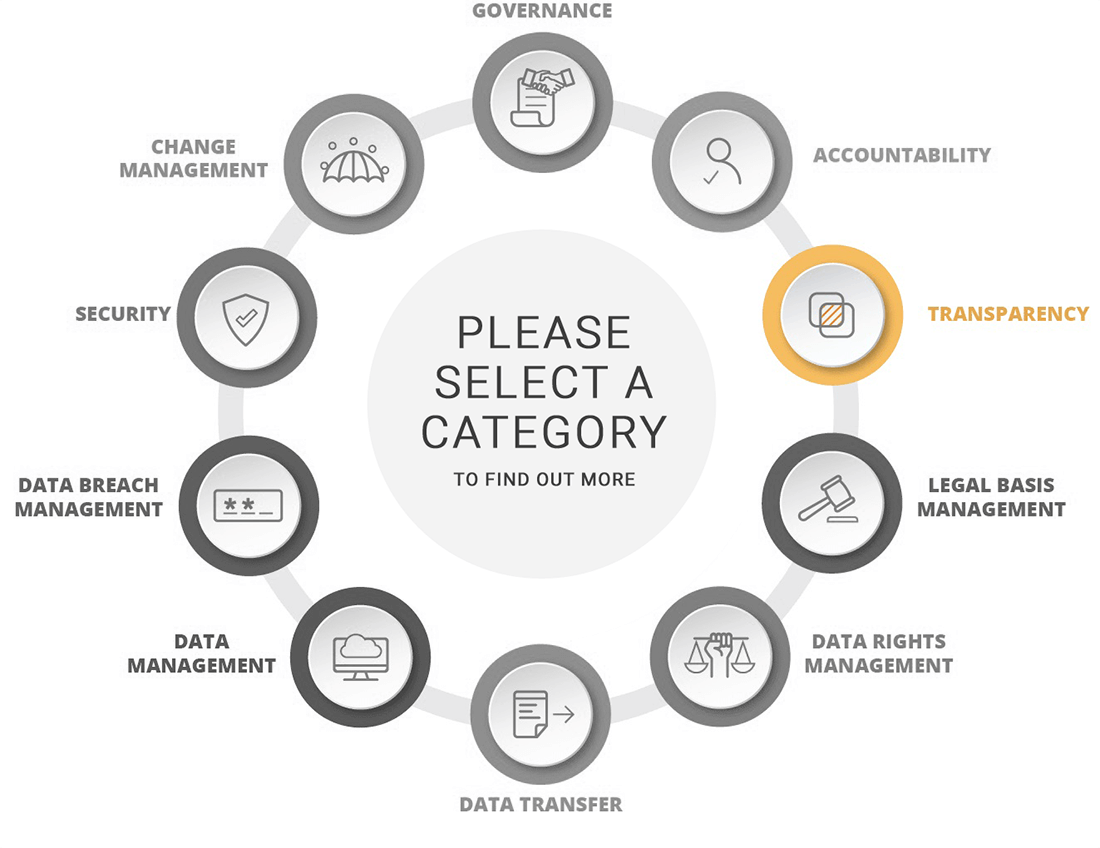 GOVERNANCE
CHANGE
MANAGEMENT
ACCOUNTABILITY
SECURITY
TRANSPARENCY
PLEASE
SELECT A
CATEGORY
TO FIND OUT MORE
DATA BREACH
MANAGEMENT
**_
LEGAL BASIS
MANAGEMENT
DATA
MANAGEMENT
DATA RIGHTS
MANAGEMENT
DATA TRANSFER